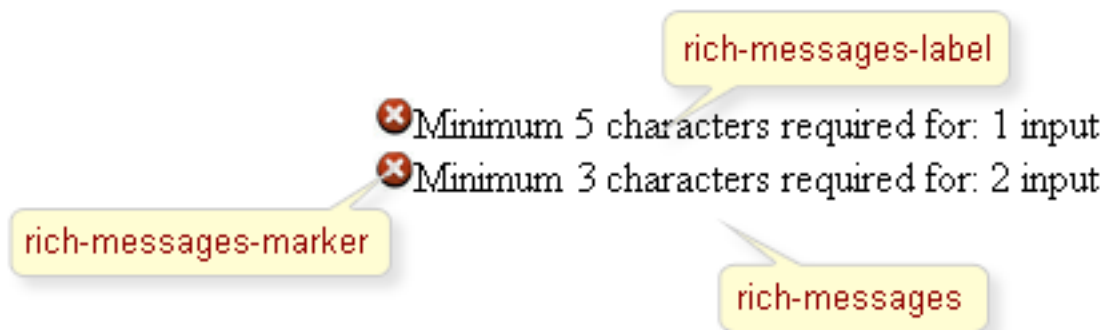 rich-messages-label
Minimum 5 characters required for: 1 input
Minimum 3 characters required for: 2 input
rich-messages-marker
rich-messages